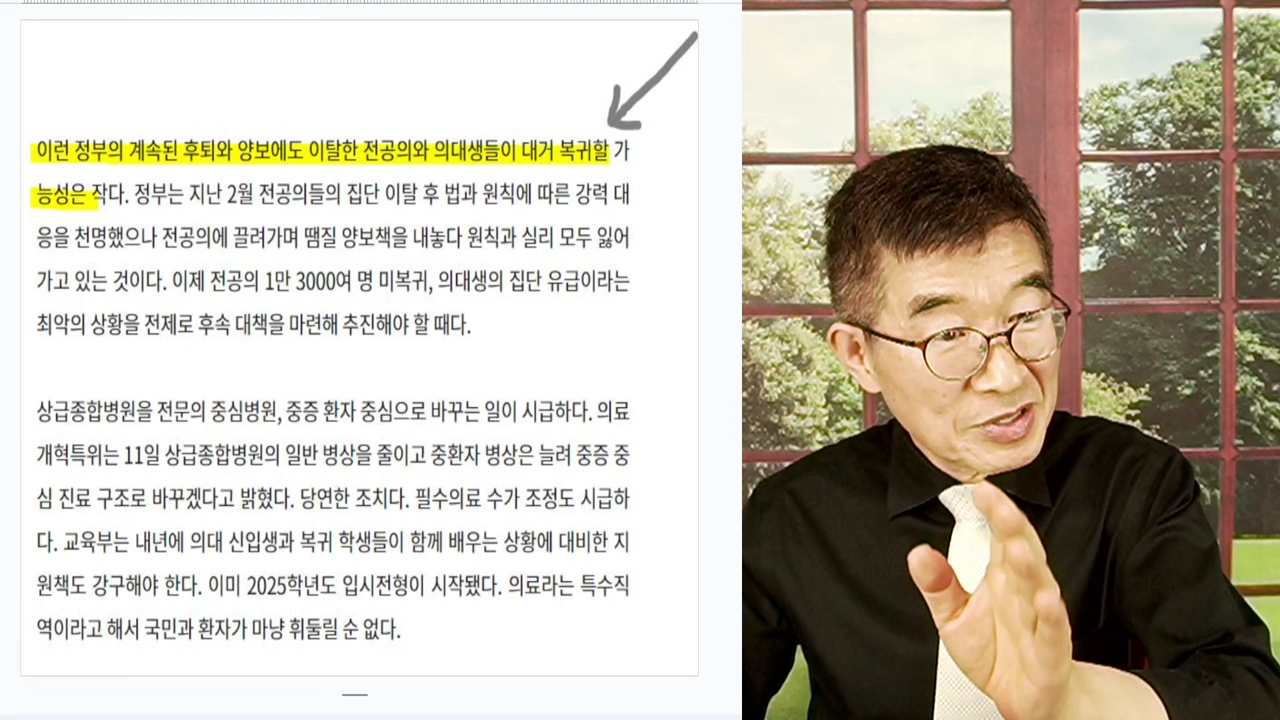 이런 정부의 계속된 후퇴와 양보에도 이탈한 전공의와 의대생들이 대거 복귀할 가
능성은 작다. 정부는 지난 2월 전공의들의 집단 이탈 후 법과 원칙에 따른 강력 대
응을 천명했으나 전공의에 끌려가며 땜질 양보책을 내놓다 원칙과 실리 모두 잃어
가고 있는 것이다. 이제 전공의 1만 3000여 명 미복귀, 의대생의 집단 유급이라는
최악의 상황을 전제로 후속 대책을 마련해 추진해야 할 때다.
상급종합병원을 전문의 중심병원, 중증 환자 중심으로 바꾸는 일이 시급하다. 의료
개혁특위는 11일 상급종합병원의 일반 병상을 줄이고 중환자 병상은 늘려 중증 중
심 진료 구조로 바꾸겠다고 밝혔다. 당연한 조치다. 필수의료 수가 조정도 시급하
다. 교육부는 내년에 의대 신입생과 복귀 학생들이 함께 배우는 상황에 대비한 지
원책도 강구해야 한다. 이미 2025학년도 입시전형이 시작됐다. 의료라는 특수직
역이라고 해서 국민과 환자가 마냥 휘둘릴 순 없다.